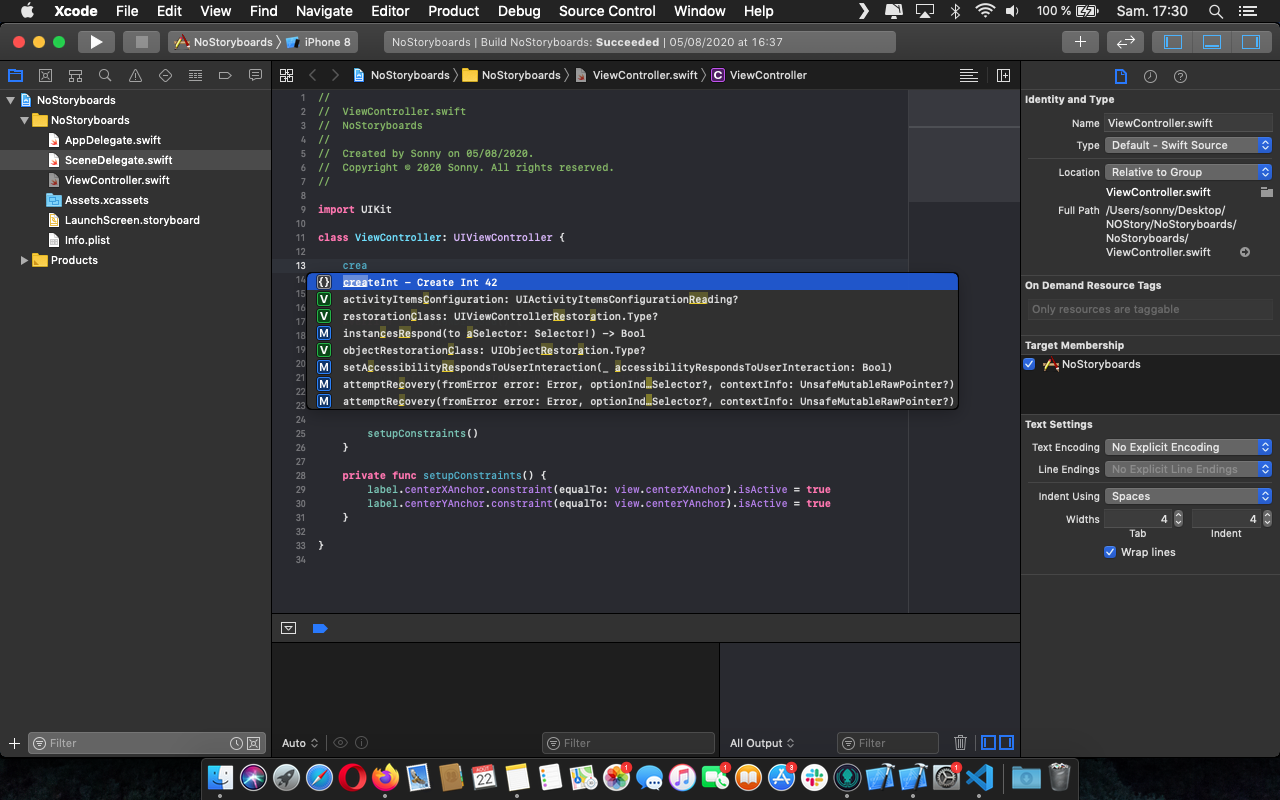 Xcode File Edit View Find Navigate Editor Product Debug Source Control Window Help 100 % Sam. 17:30
NoStoryboards iPhone 8 NoStoryboards | Build NoStoryboards: Succeeded | 05/08/2020 at 16:37
NoStoryboards NoStoryboards ViewController.swift C ViewController
NoStoryboards
NoStoryboards
AppDelegate.swift
SceneDelegate.swift
ViewController.swift
Assets.xcassets
LaunchScreen.storyboard
Info.plist
Products
Filter
1 //
2 //  ViewController.swift
3 //  NoStoryboards
4 //
5 //  Created by Sonny on 05/08/2020.
6 //  Copyright © 2020 Sonny. All rights reserved.
7 //
8
9 import UIKit
10
11 class ViewController: UIViewController {
12
13 crea
14
{} createInt — Create Int 42
15
V activityItemsConfiguration: UIActivityItemsConfigurationReading?
16
V restorationClass: UIViewControllerRestoration.Type?
17
M instancesRespond(to aSelector: Selector!) -> Bool
18
V objectRestorationClass: UIObjectRestoration.Type?
19
20
M setAccessibilityRespondsToUserInteraction(_ accessibilityRespondsToUserInteraction: Bool)
21
M attemptRecovery(fromError error: Error, optionInd…Selector?, contextInfo: UnsafeMutableRawPointer?)
22
M attemptRecovery(fromError error: Error, optionInd…Selector?, contextInfo: UnsafeMutableRawPointer?)
23
24
25 setupConstraints()
26 }
27
28 private func setupConstraints() {
29 label.centerXAnchor.constraint(equalTo: view.centerXAnchor).isActive = true
30 label.centerYAnchor.constraint(equalTo: view.centerYAnchor).isActive = true
31 }
32
33 }
34
Auto
Filter
All Output
Filter
Identity and Type
Name ViewController.swift
Type Default - Swift Source
Location Relative to Group
ViewController.swift
Full Path /Users/sonny/Desktop/
NOStory/NoStoryboards/
NoStoryboards/
ViewController.swift
On Demand Resource Tags
Only resources are taggable
Target Membership
NoStoryboards
Text Settings
Text Encoding No Explicit Encoding
Line Endings No Explicit Line Endings
Indent Using Spaces
Widths 4 4
Tab Indent
Wrap lines
22 1 1 3 1